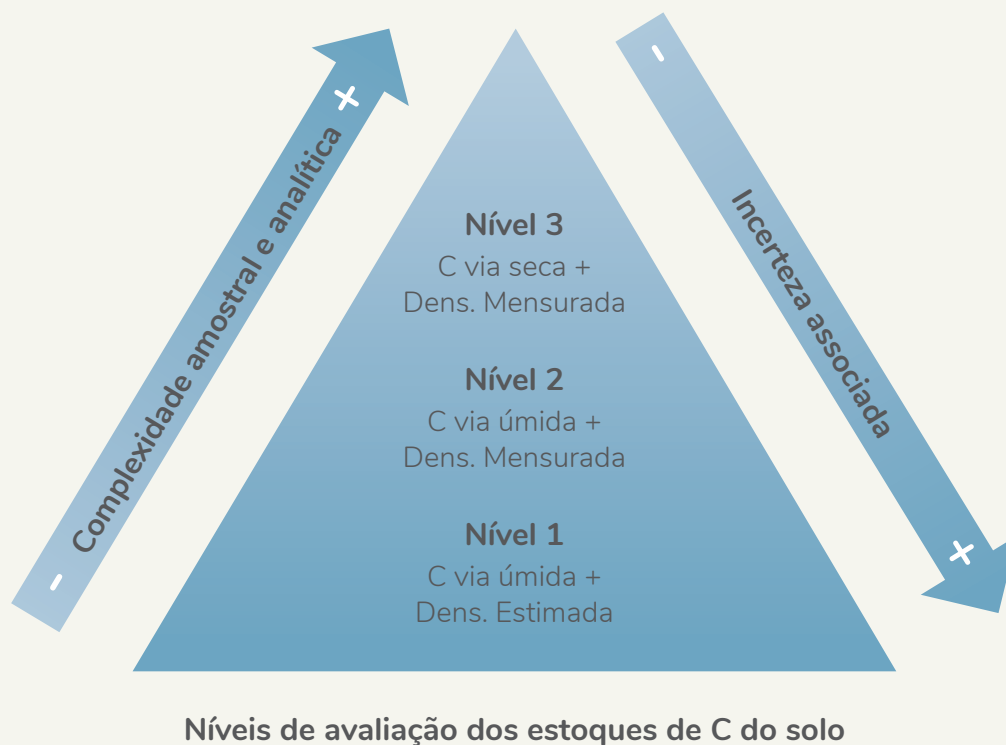 Complexidade amostral e analítica
- +
Nível 3
C via seca +
Dens. Mensurada
Nível 2
C via úmida +
Dens. Mensurada
Nível 1
C via úmida +
Dens. Estimada
Incerteza associada
- +
Níveis de avaliação dos estoques de C do solo